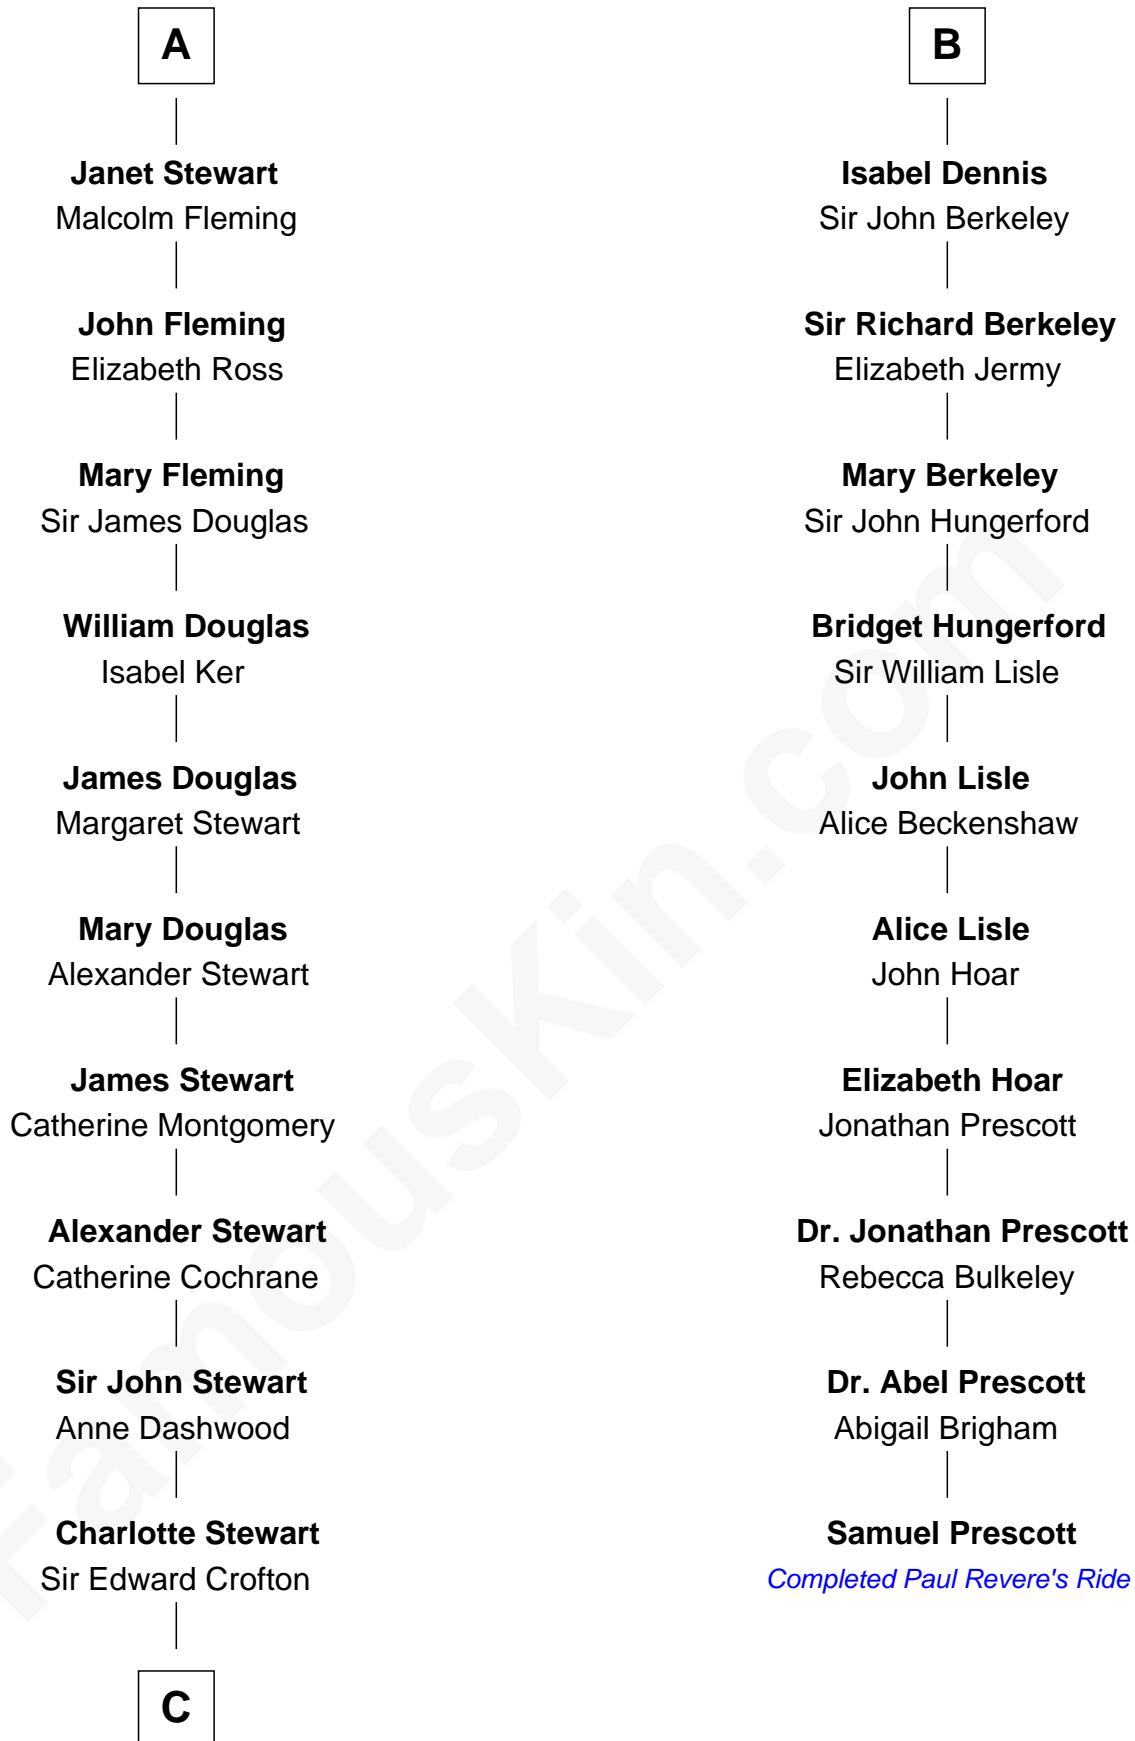 A
Janet Stewart
Malcolm Fleming
John Fleming
Elizabeth Ross
Mary Fleming
Sir James Douglas
William Douglas
Isabel Ker
James Douglas
Margaret Stewart
Mary Douglas
Alexander Stewart
James Stewart
Catherine Montgomery
Alexander Stewart
Catherine Cochrane
Sir John Stewart
Anne Dashwood
Charlotte Stewart
Sir Edward Crofton
C
B
Isabel Dennis
Sir John Berkeley
Sir Richard Berkeley
Elizabeth Jermy
Mary Berkeley
Sir John Hungerford
Bridget Hungerford
Sir William Lisle
John Lisle
Alice Beckenshaw
Alice Lisle
John Hoar
Elizabeth Hoar
Jonathan Prescott
Dr. Jonathan Prescott
Rebecca Bulkeley
Dr. Abel Prescott
Abigail Brigham
Samuel Prescott
Completed Paul Revere's Ride
FamousKin.com